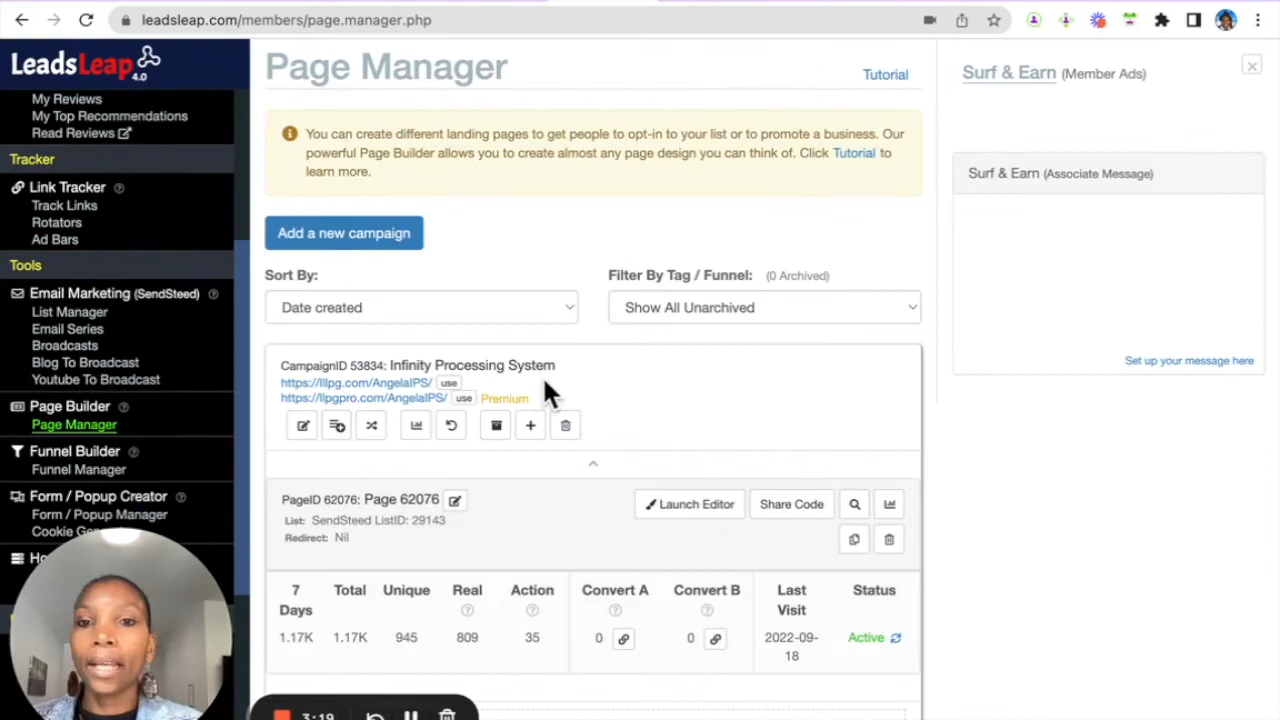 leadsleap.com/members/page.manager.php
LeadsLeap 4.0
My Reviews
My Top Recommendations
Read Reviews
Tracker
Link Tracker
Track Links
Rotators
Ad Bars
Tools
Email Marketing (SendSteed)
List Manager
Email Series
Broadcasts
Blog To Broadcast
Youtube To Broadcast
Page Builder
Page Manager
Funnel Builder
Funnel Manager
Form / Popup Creator
Form / Popup Manager
Page Manager
Tutorial
You can create different landing pages to get people to opt-in to your list or to promote a business. Our
powerful Page Builder allows you to create almost any page design you can think of. Click Tutorial to
learn more.
Add a new campaign
Sort By:
Filter By Tag / Funnel: (0 Archived)
Date created
Show All Unarchived
CampaignID 53834: Infinity Processing System
https://lllpg.com/AngelaIPS/ use
https://llpgpro.com/AngelaIPS/ use Premium
PageID 62076: Page 62076
Launch Editor
Share Code
List: SendSteed ListID: 29143
Redirect: Nil
7 Days Total Unique Real Action Convert A Convert B Last Visit Status
1.17K 1.17K 945 809 35 0 0 2022-09-18 Active
Surf & Earn (Member Ads)
Surf & Earn (Associate Message)
Set up your message here
3:19